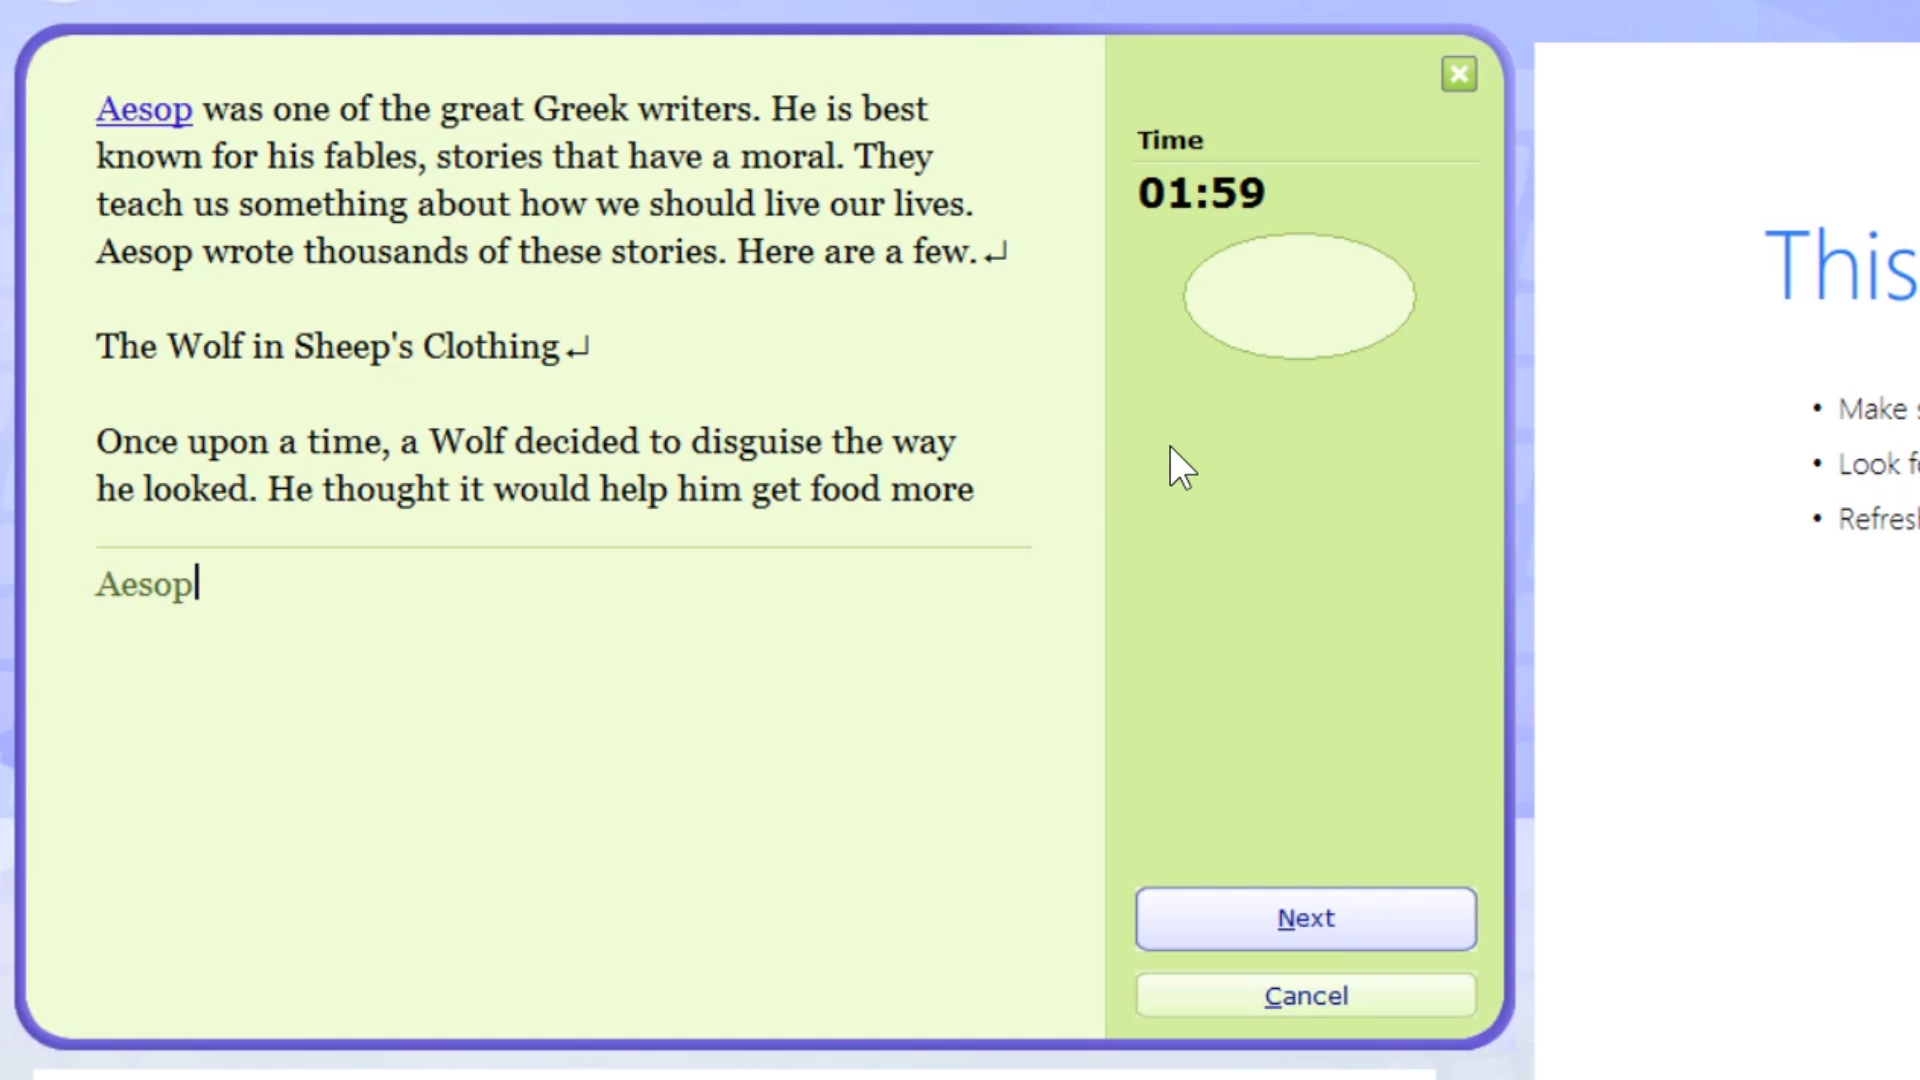 Aesop was one of the great Greek writers. He is best
known for his fables, stories that have a moral. They
teach us something about how we should live our lives.
Aesop wrote thousands of these stories. Here are a few.↵
The Wolf in Sheep's Clothing↵
Once upon a time, a Wolf decided to disguise the way
he looked. He thought it would help him get food more
Aesop
Time
01:59
Next
Cancel
This
• Make
• Look
• Refresh